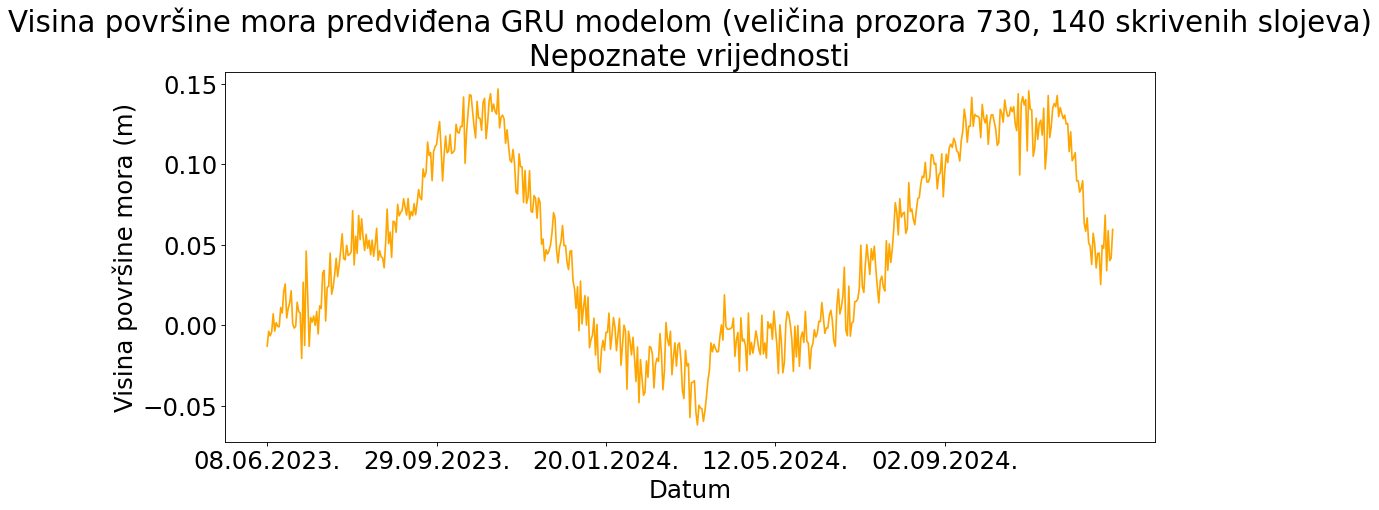 Visina površine mora predviđena GRU modelom (veličina prozora 730, 140 skrivenih slojeva)
Nepoznate vrijednosti
Visina površine mora (m)
0.15
0.10
0.05
0.00
−0.05
08.06.2023. 29.09.2023. 20.01.2024. 12.05.2024. 02.09.2024.
Datum